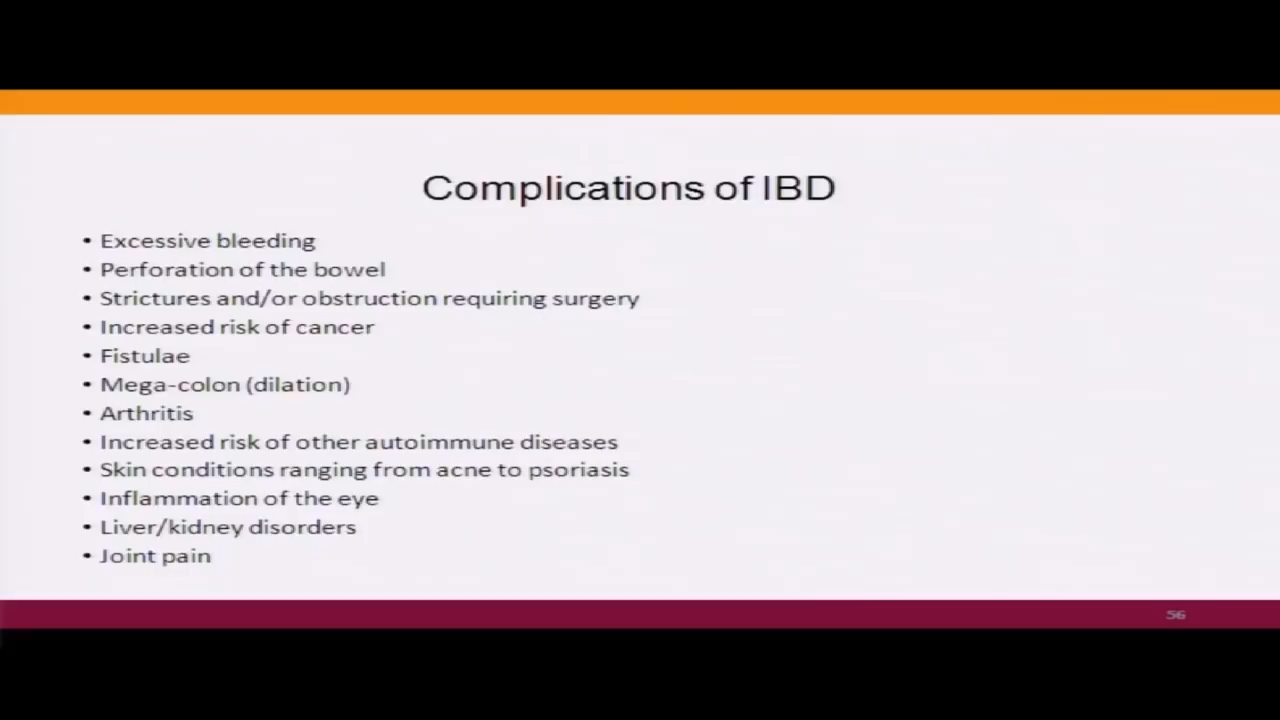 Complications of IBD
• Excessive bleeding
• Perforation of the bowel
• Strictures and/or obstruction requiring surgery
• Increased risk of cancer
• Fistulae
• Mega-colon (dilation)
• Arthritis
• Increased risk of other autoimmune diseases
• Skin conditions ranging from acne to psoriasis
• Inflammation of the eye
• Liver/kidney disorders
• Joint pain
56